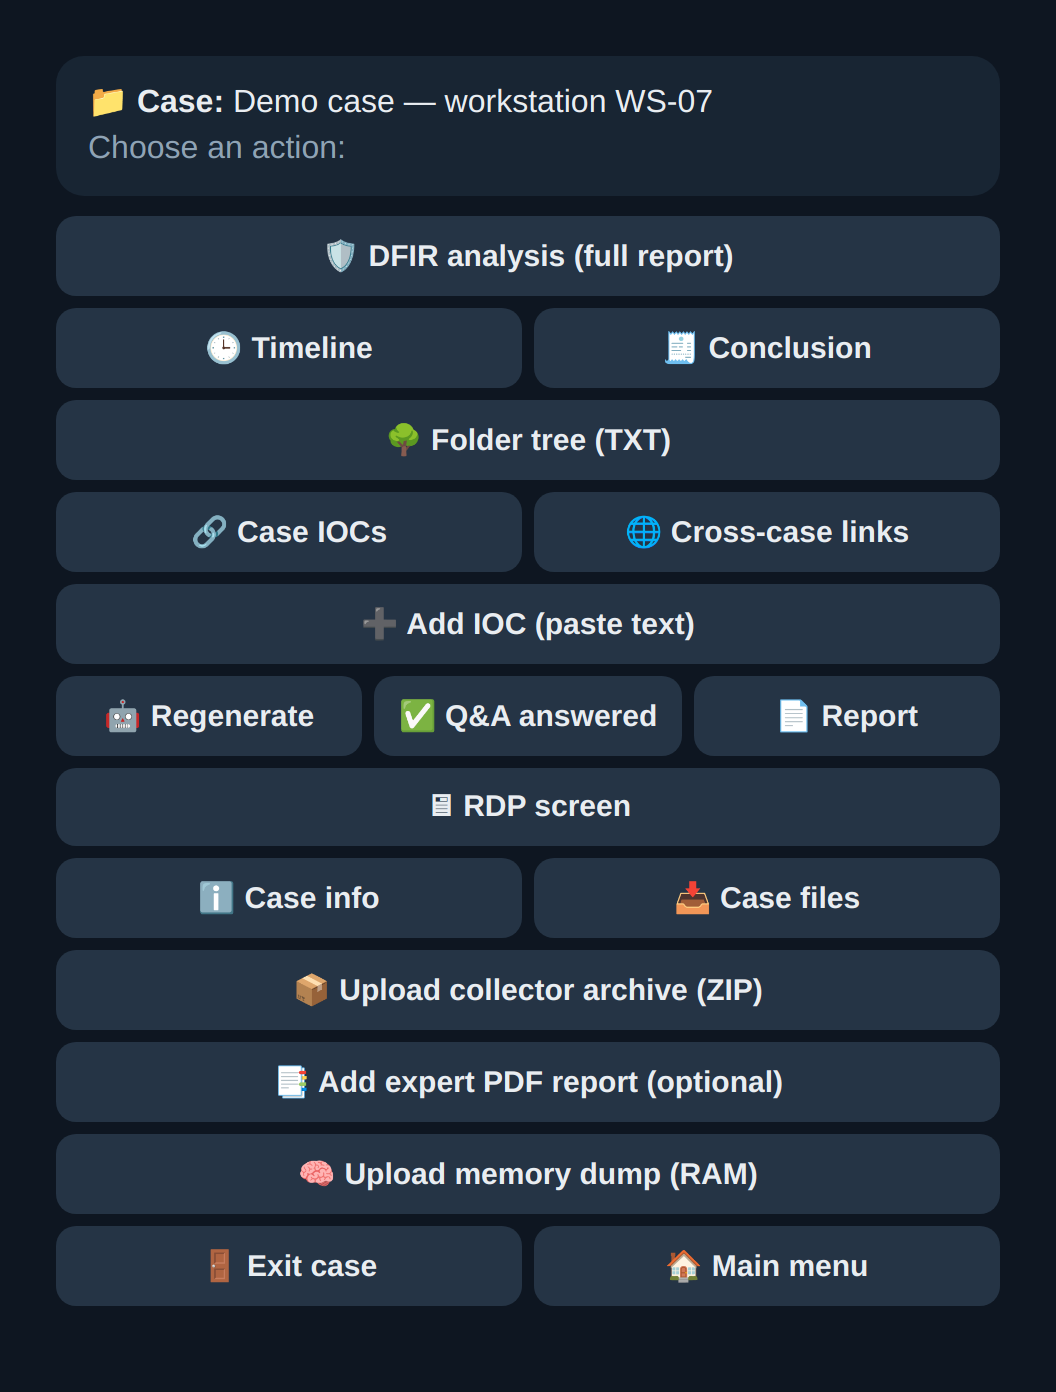 📁 Case: Demo case — workstation WS-07
Choose an action:
🛡️ DFIR analysis (full report)
🕒 Timeline
🧾 Conclusion
🌳 Folder tree (TXT)
🔗 Case IOCs
🌐 Cross-case links
➕ Add IOC (paste text)
🤖 Regenerate
✅ Q&A answered
📄 Report
🖥 RDP screen
ℹ️ Case info
📥 Case files
📦 Upload collector archive (ZIP)
📑 Add expert PDF report (optional)
🧠 Upload memory dump (RAM)
🚪 Exit case
🏠 Main menu